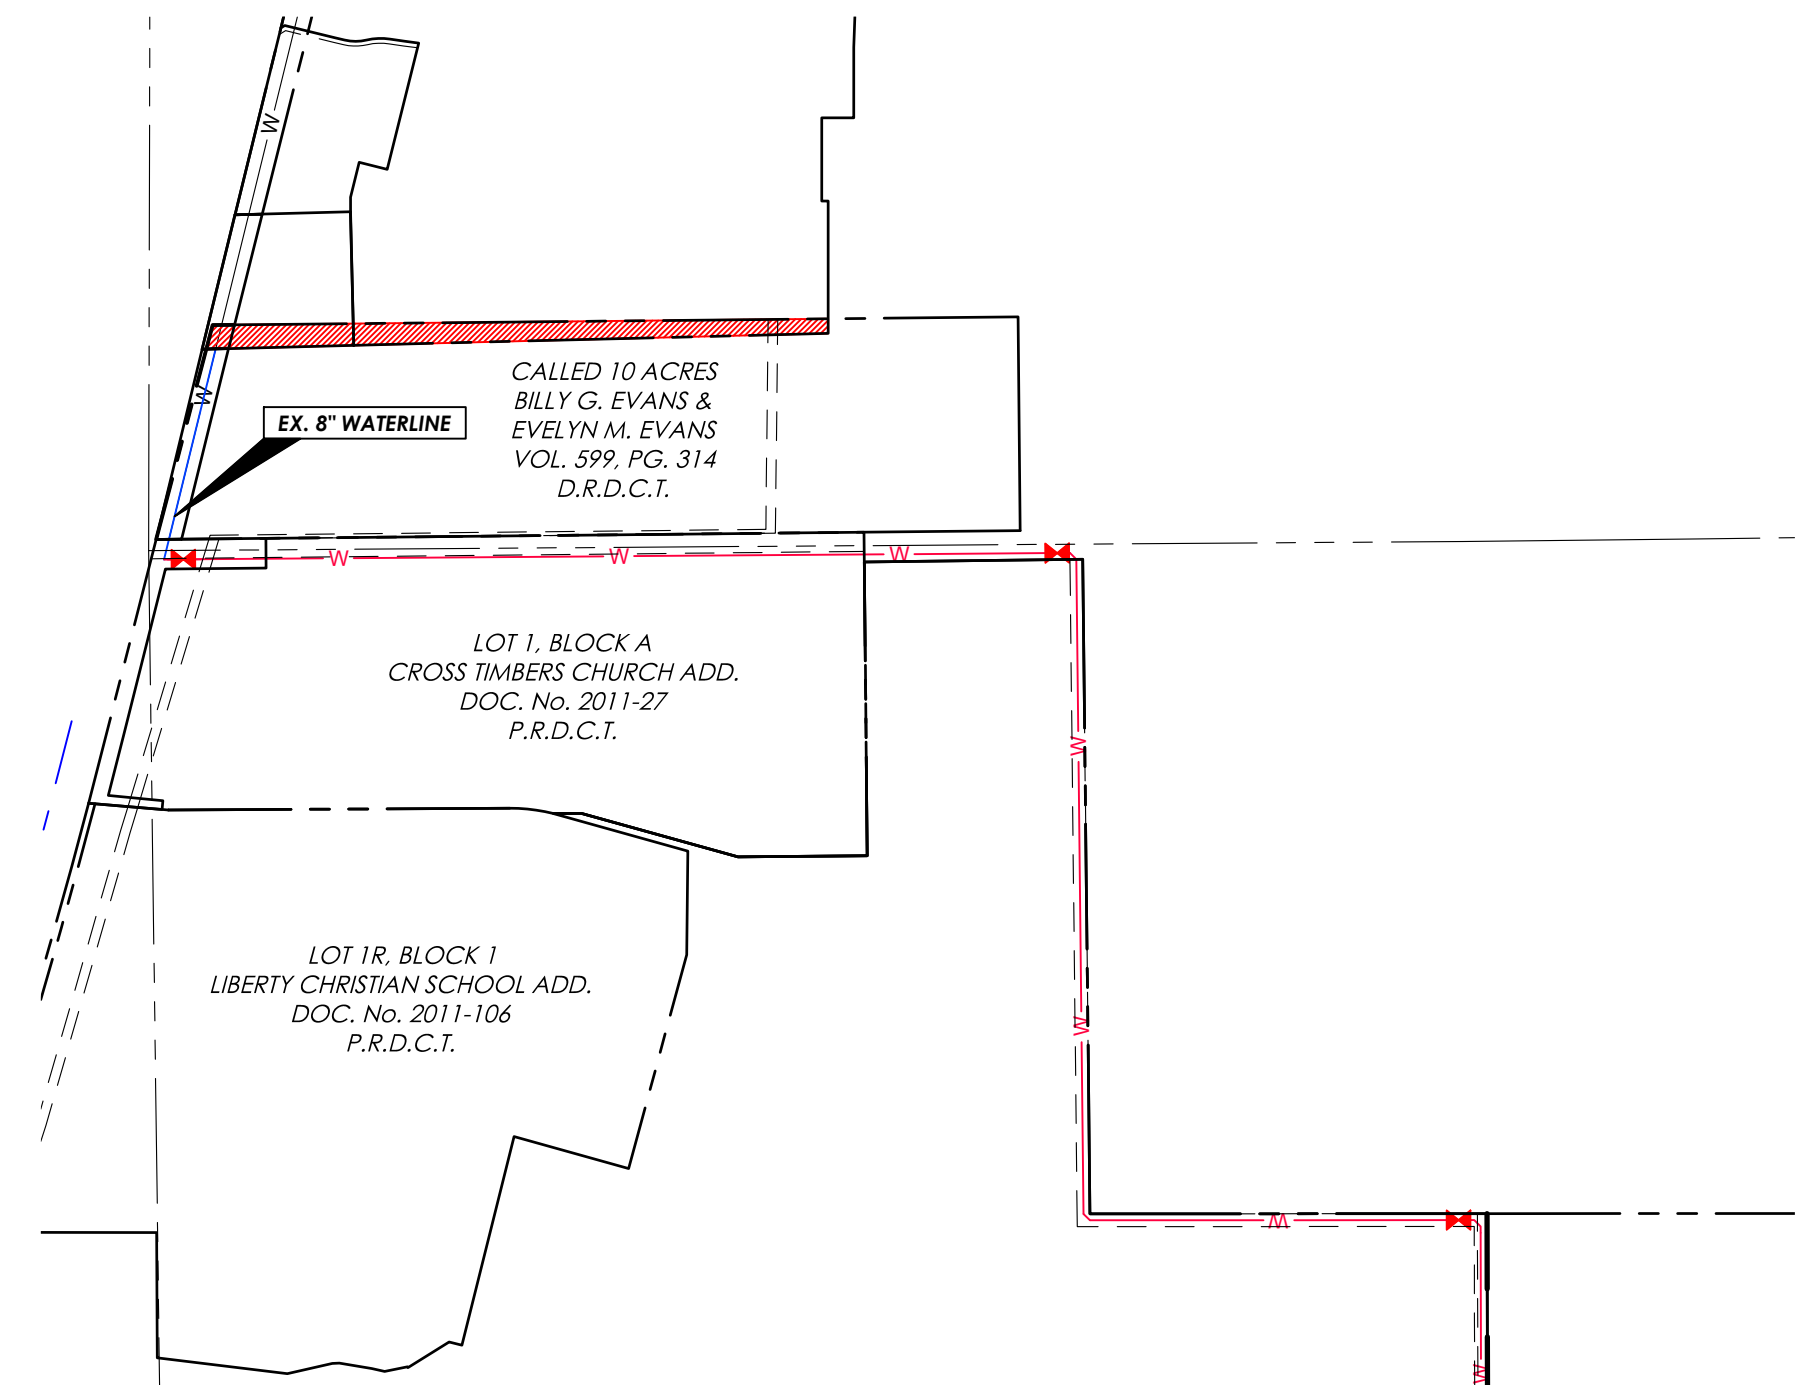 W
W
CALLED 10 ACRES
BILLY G. EVANS &
EVELYN M. EVANS
VOL. 599, PG. 314
D.R.D.C.T.
EX. 8" WATERLINE
W
W
W
LOT 1, BLOCK A
CROSS TIMBERS CHURCH ADD.
DOC. No. 2011-27
P.R.D.C.T.
W
LOT 1R, BLOCK 1
LIBERTY CHRISTIAN SCHOOL ADD.
DOC. No. 2011-106
P.R.D.C.T.
W
W
W